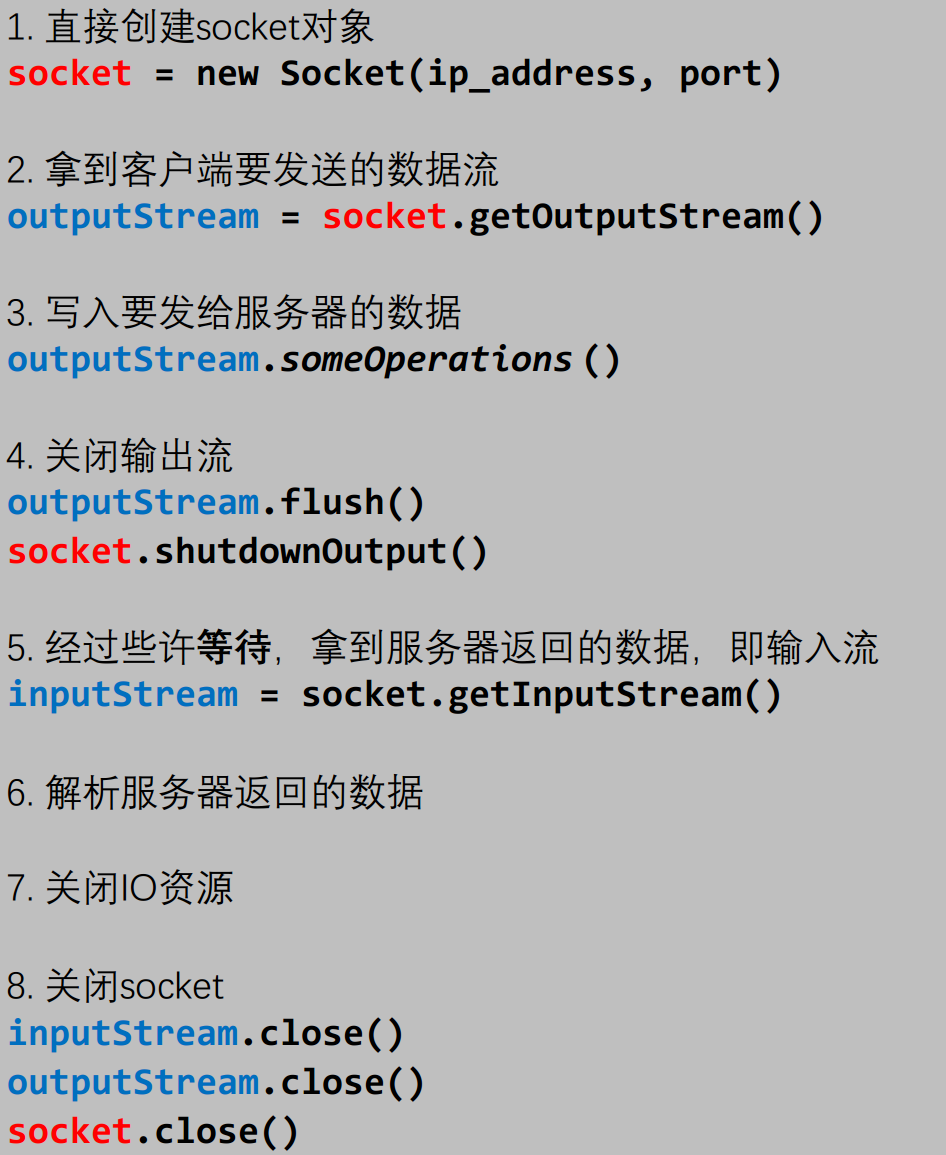 1. 直接创建socket对象
socket = new Socket(ip_address, port)
2. 拿到客户端要发送的数据流
outputStream = socket.getOutputStream()
3. 写入要发给服务器的数据
outputStream.someOperations()
4. 关闭输出流
outputStream.flush()
socket.shutdownOutput()
5. 经过些许等待，拿到服务器返回的数据，即输入流
inputStream = socket.getInputStream()
6. 解析服务器返回的数据
7. 关闭IO资源
8. 关闭socket
inputStream.close()
outputStream.close()
socket.close()